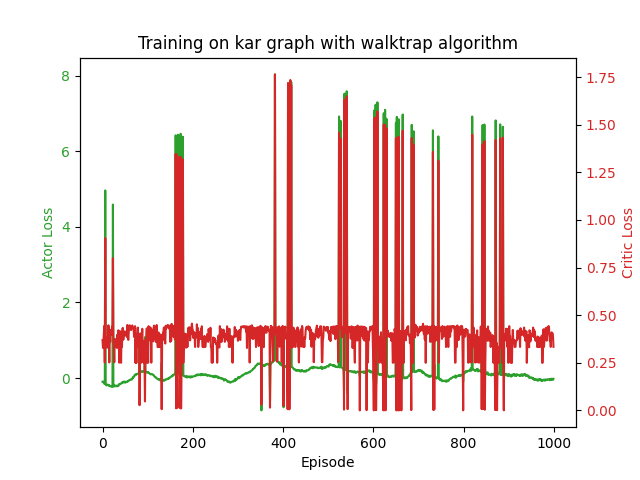 Training on kar graph with walktrap algorithm
8
6
4
2
0
Actor Loss
1.75
1.50
1.25
1.00
0.75
0.50
0.25
0.00
Critic Loss
0 200 400 600 800 1000
Episode